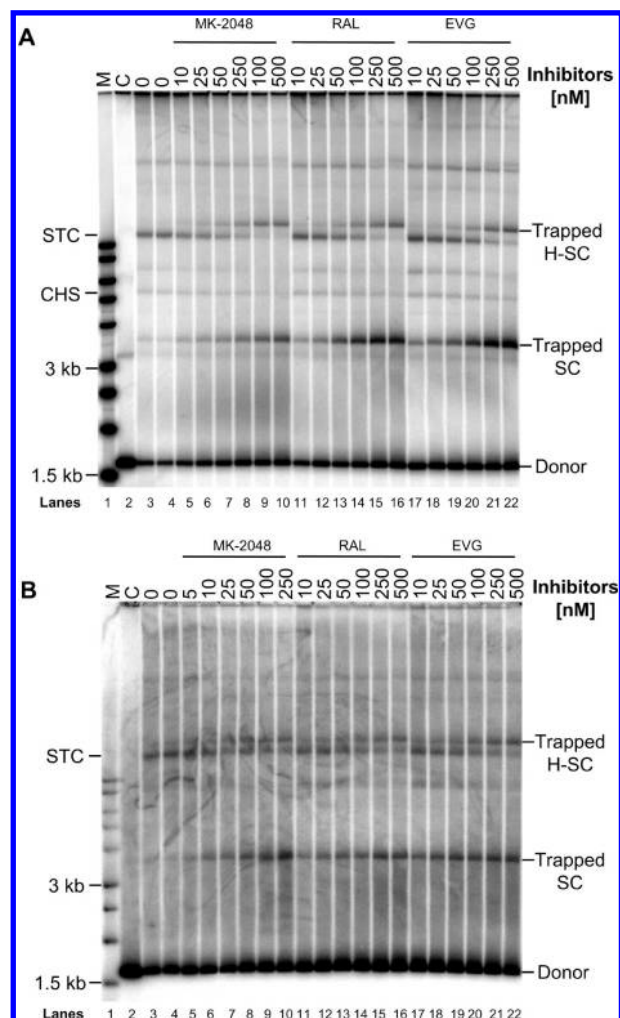 A
MK-2048 RAL EVG
M C 0 0 10 25 50 250 100 500 10 25 50 100 250 500 10 25 50 100 250 500
Inhibitors
[nM]
STC
Trapped
H-SC
CHS
Trapped
SC
3 kb
Donor
1.5 kb
Lanes 1 2 3 4 5 6 7 8 9 10 11 12 13 14 15 16 17 18 19 20 21 22
B
MK-2048 RAL EVG
M C 0 0 5 10 25 50 100 250 10 25 50 100 250 500 10 25 50 100 250 500
Inhibitors
[nM]
STC
Trapped
H-SC
Trapped
SC
3 kb
Donor
1.5 kb
Lanes 1 2 3 4 5 6 7 8 9 10 11 12 13 14 15 16 17 18 19 20 21 22